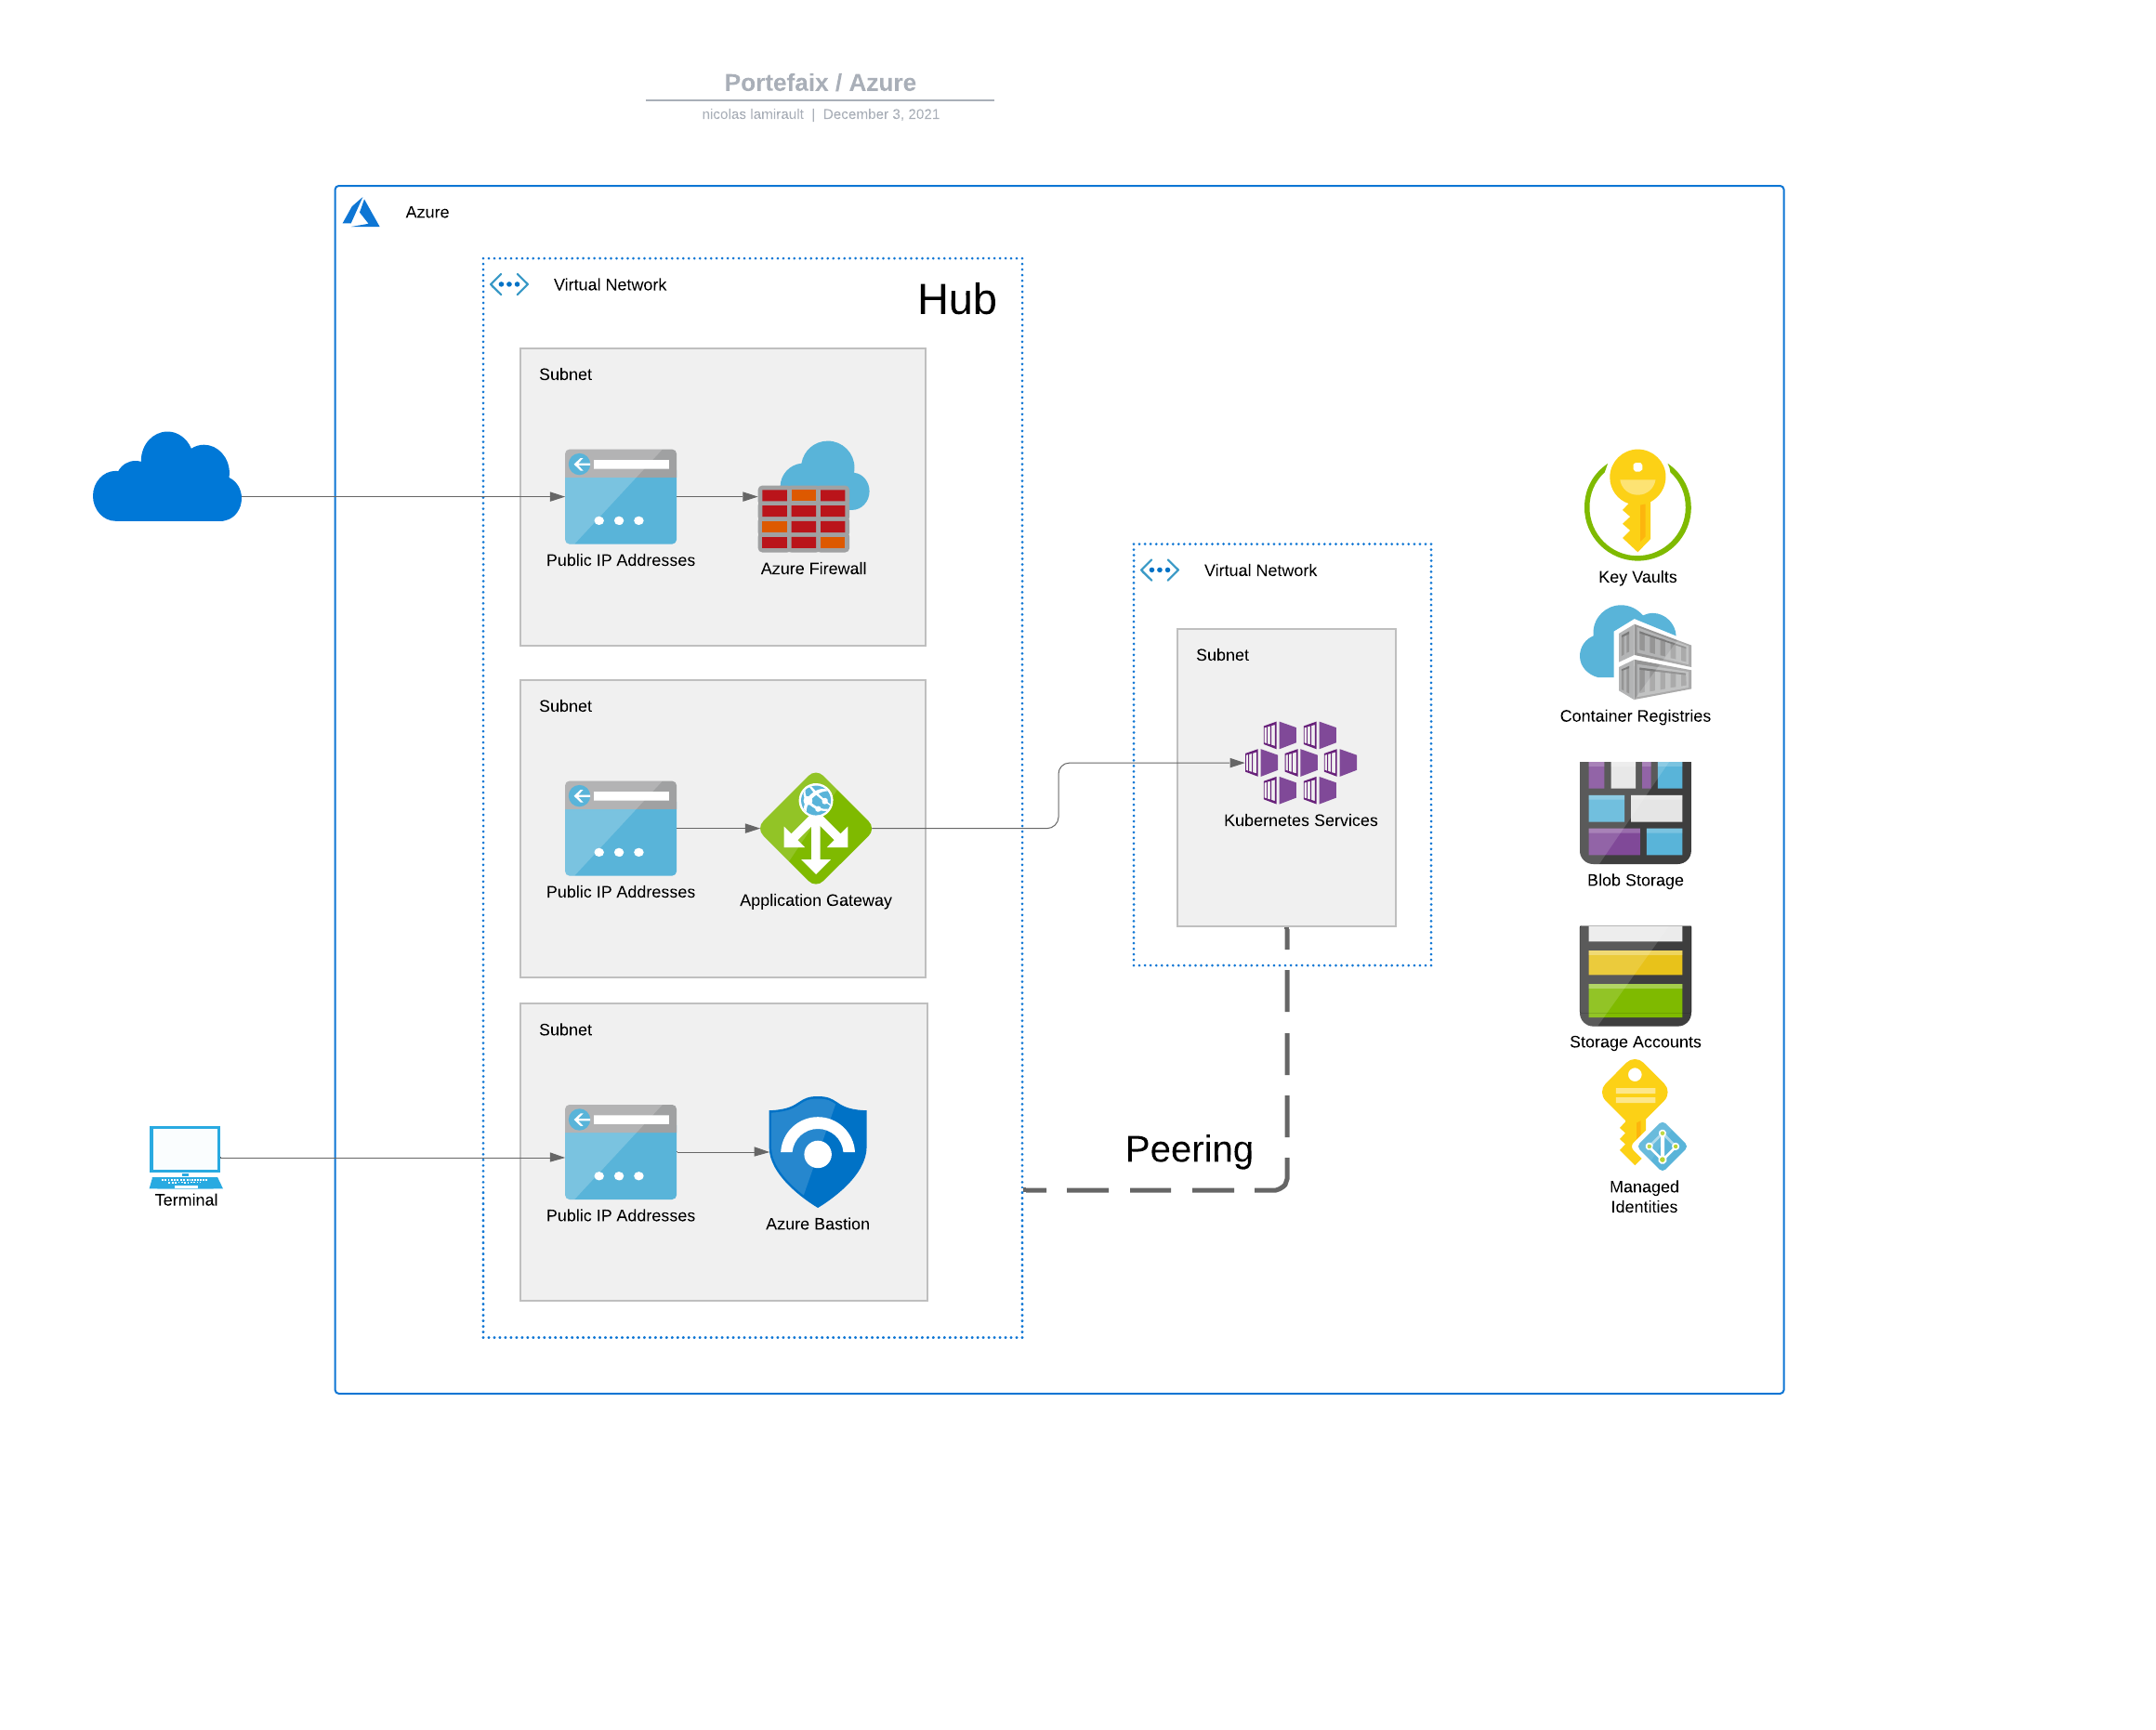 Portefaix / Azure
nicolas lamirault | December 3, 2021
Azure
Virtual Network
Hub
Subnet
Public IP Addresses
Azure Firewall
Subnet
Public IP Addresses
Application Gateway
Subnet
Public IP Addresses
Azure Bastion
Terminal
Virtual Network
Subnet
Kubernetes Services
Peering
Key Vaults
Container Registries
Blob Storage
Storage Accounts
Managed
Identities